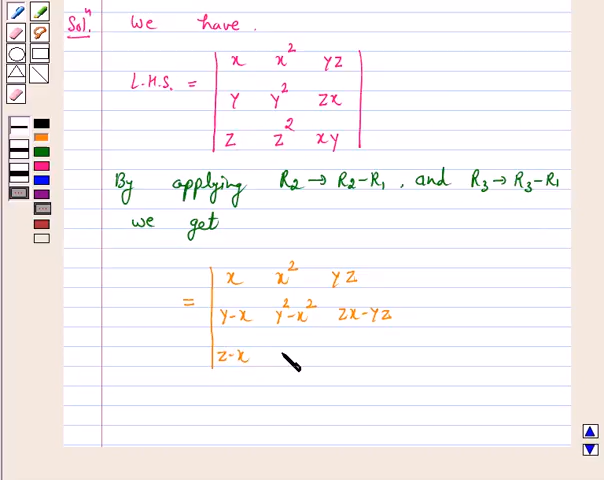 Solⁿ. We have.
L.H.S. = | x x² yz |
| y y² zx |
| z z² xy |
By applying R₂ → R₂-R₁, and R₃ → R₃-R₁
we get
= | x x² yz
| y-x y²-x² zx-yz
| z-x